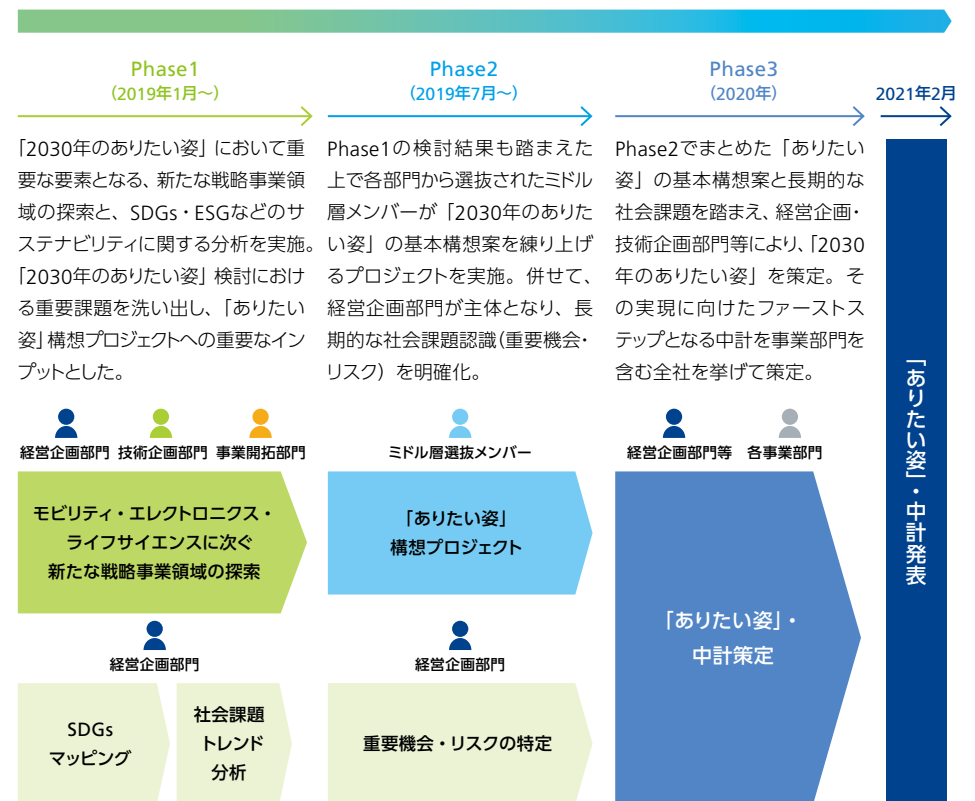 Phase1
（2019年1月～）
「2030年のありたい姿」において重
要な要素となる、新たな戦略事業領
域の探索と、SDGs・ESGなどのサ
ステナビリティに関する分析を実施。
「2030年のありたい姿」検討におけ
る重要課題を洗い出し、「ありたい
姿」構想プロジェクトへの重要なイン
プットとした。
経営企画部門 技術企画部門 事業開拓部門
モビリティ・エレクトロニクス・
ライフサイエンスに次ぐ
新たな戦略事業領域の探索
経営企画部門
SDGs
マッピング
社会課題
トレンド
分析
Phase2
（2019年7月～）
Phase1の検討結果も踏まえた
上で各部門から選抜されたミドル
層メンバーが「2030年のありた
い姿」の基本構想案を練り上げ
るプロジェクトを実施。併せて、
経営企画部門が主体となり、長
期的な社会課題認識（重要機会・
リスク）を明確化。
ミドル層選抜メンバー
「ありたい姿」
構想プロジェクト
経営企画部門
重要機会・リスクの特定
Phase3
（2020年）
Phase2でまとめた「ありたい
姿」の基本構想案と長期的な
社会課題を踏まえ、経営企画・
技術企画部門等により、「2030
年のありたい姿」を策定。そ
の実現に向けたファーストス
テップとなる中計を事業部門を
含む全社を挙げて策定。
経営企画部門等 各事業部門
「ありたい姿」・
中計策定
2021年2月
「ありたい姿」・中計発表